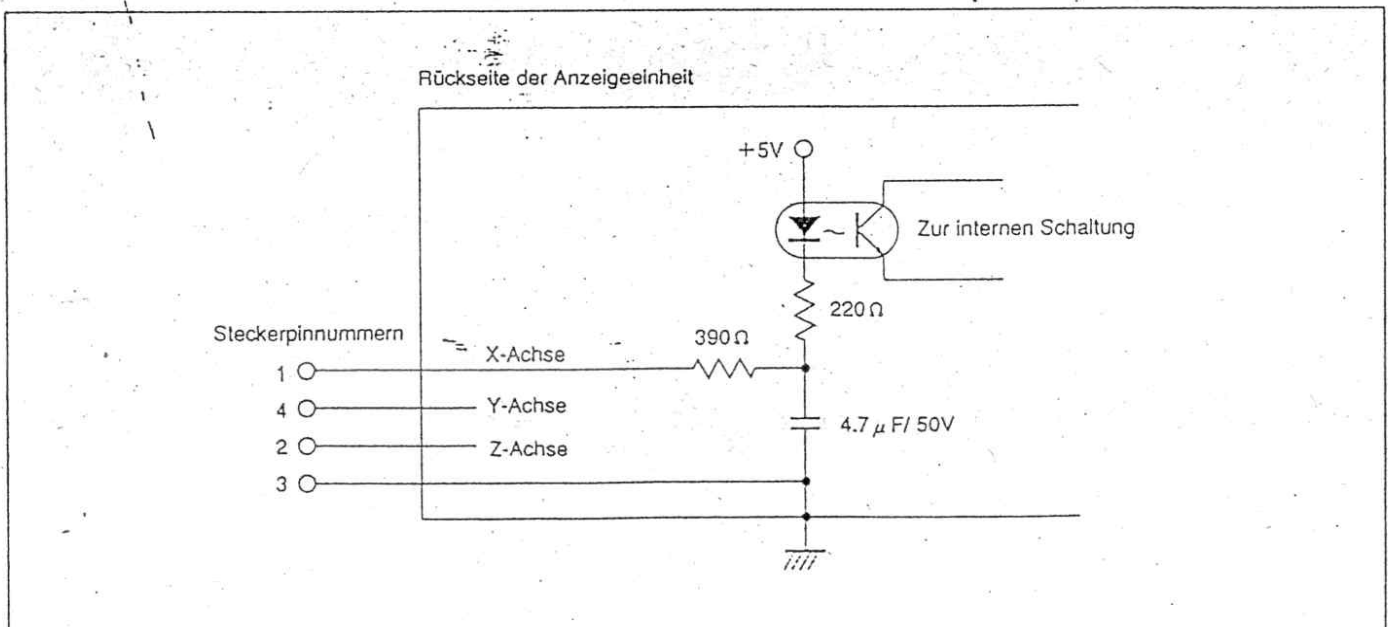 Rückseite der Anzeigeeinheit
+5V
Zur internen Schaltung
220Ω
Steckerpinnummern
390Ω
1
X-Achse
4
Y-Achse
4.7μF/50V
2
Z-Achse
3